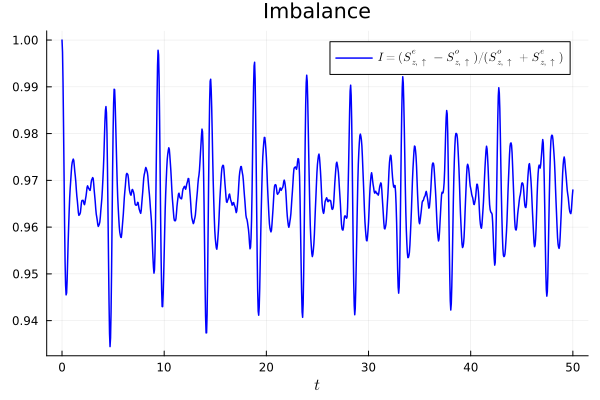 Imbalance
I = (S^e_{z,↑} − S^o_{z,↑})/(S^o_{z,↑} + S^e_{z,↑})
1.00
0.99
0.98
0.97
0.96
0.95
0.94
0 10 20 30 40 50
t